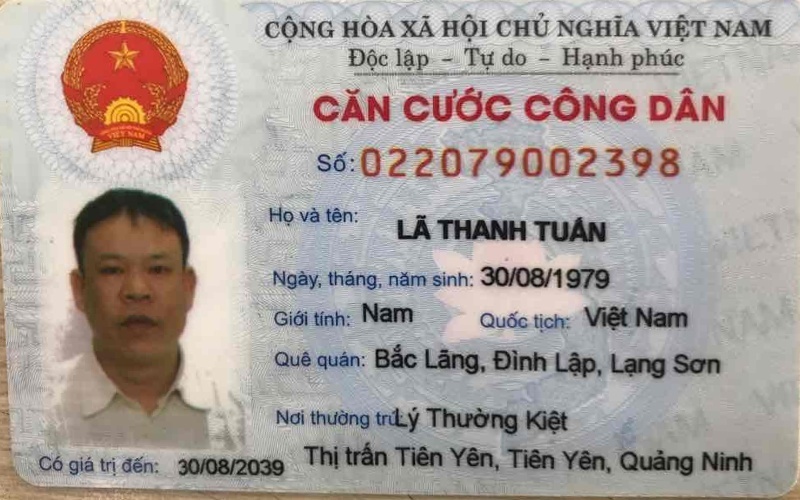 CỘNG HÒA XÃ HỘI CHỦ NGHĨA VIỆT NAM
Độc lập - Tự do - Hạnh phúc
CĂN CƯỚC CÔNG DÂN
Số: 022079002398
Họ và tên: LÃ THANH TUẤN
Ngày, tháng, năm sinh: 30/08/1979
Giới tính: Nam Quốc tịch: Việt Nam
Quê quán: Bắc Lãng, Đình Lập, Lạng Sơn
Nơi thường trú: Lý Thường Kiệt
Thị trấn Tiên Yên, Tiên Yên, Quảng Ninh
Có giá trị đến: 30/08/2039
VIỆT NAM